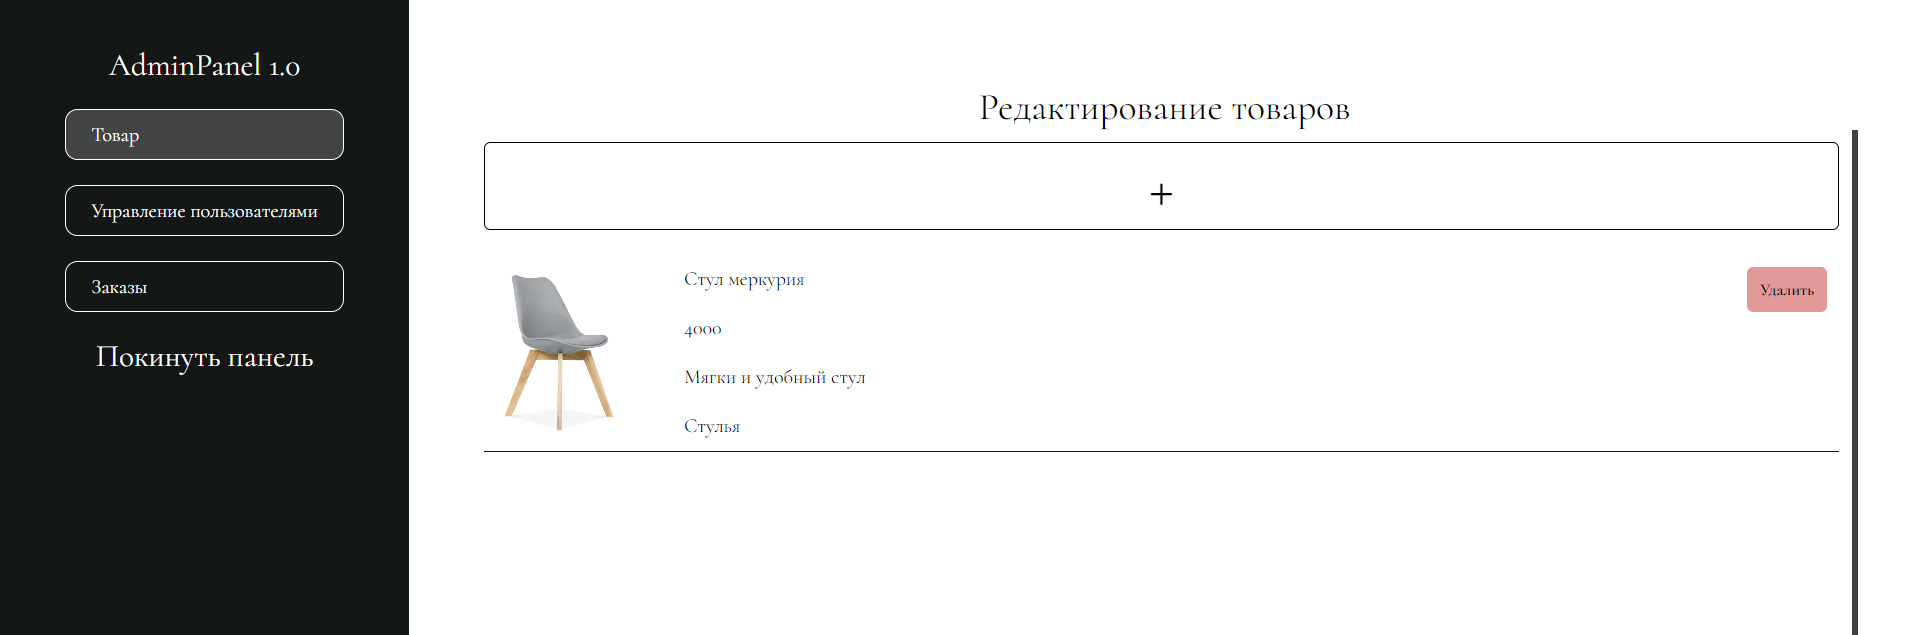 AdminPanel 1.0
Товар
Управление пользователями
Заказы
Покинуть панель
Редактирование товаров
+
Стул меркурия
Удалить
4000
Мягки и удобный стул
Стулья